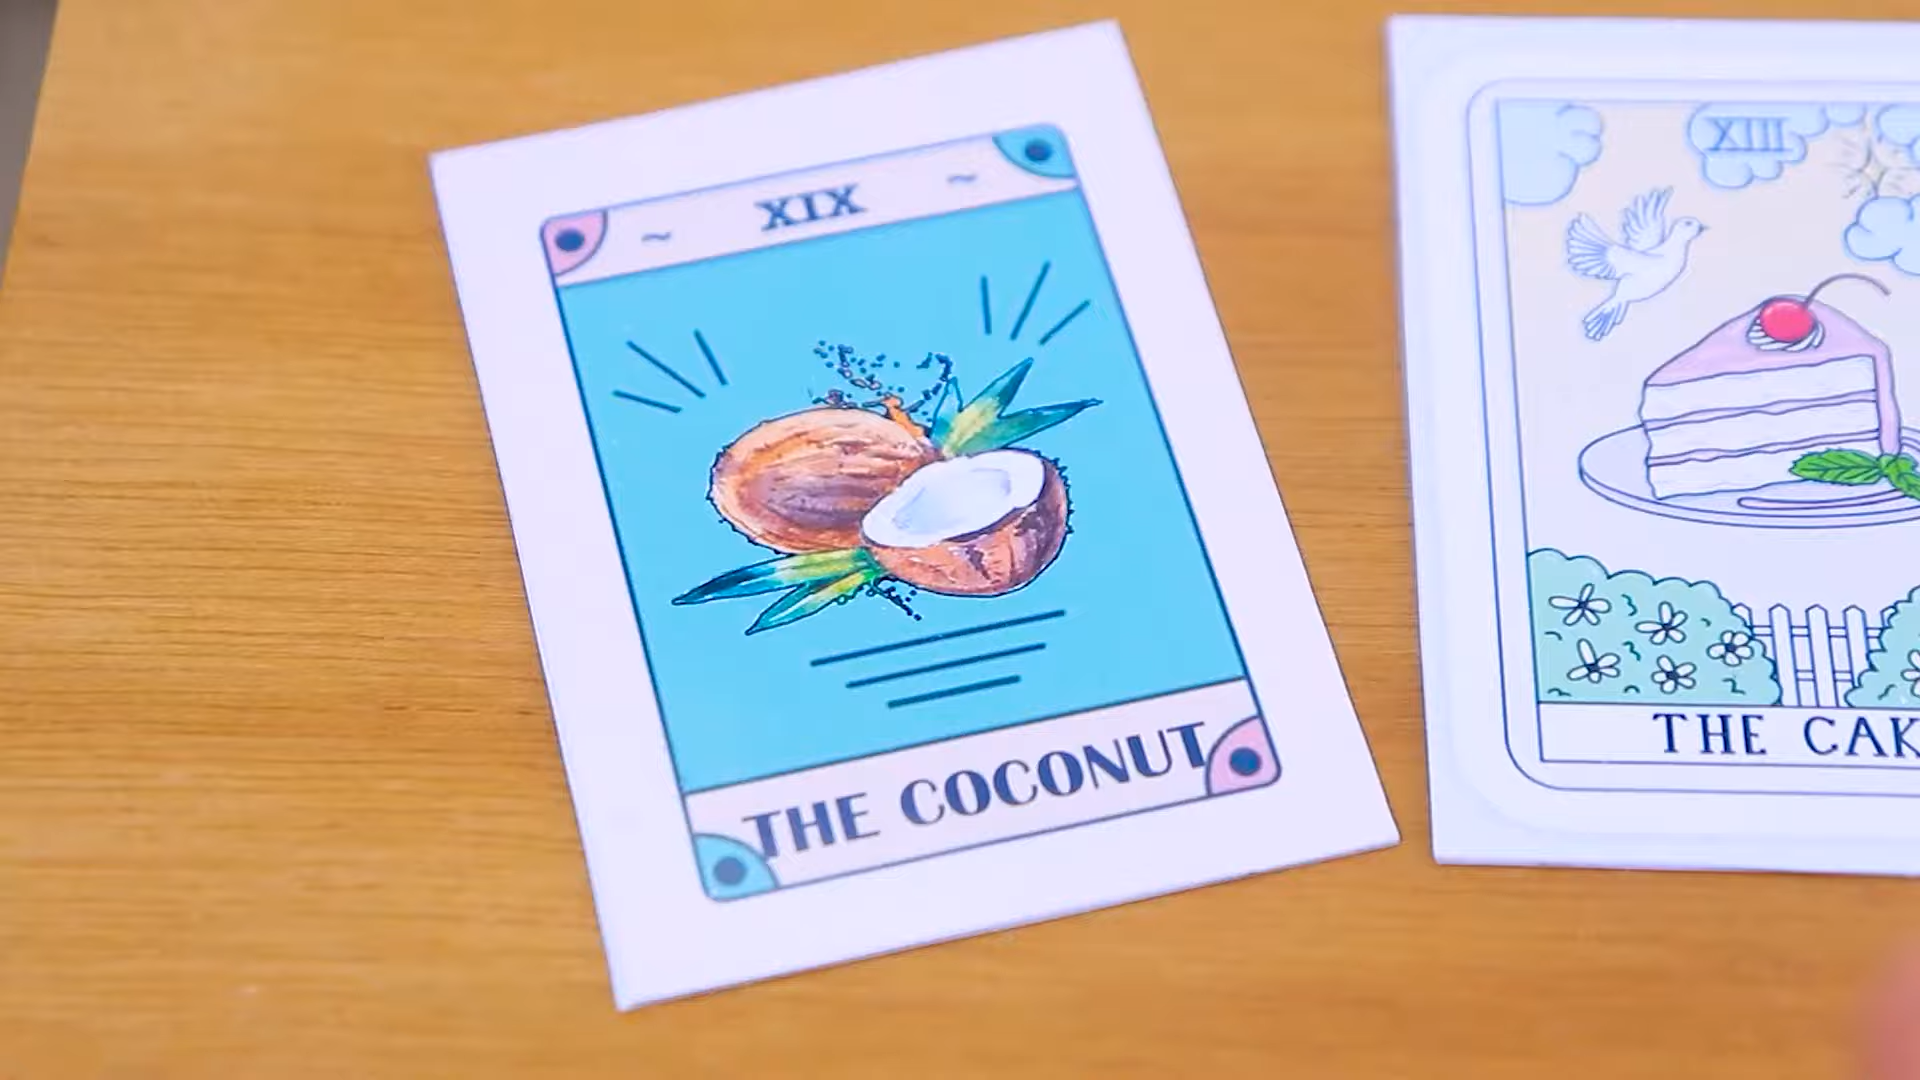 ~ XIX ~
THE COCONUT
XIII
THE CAK